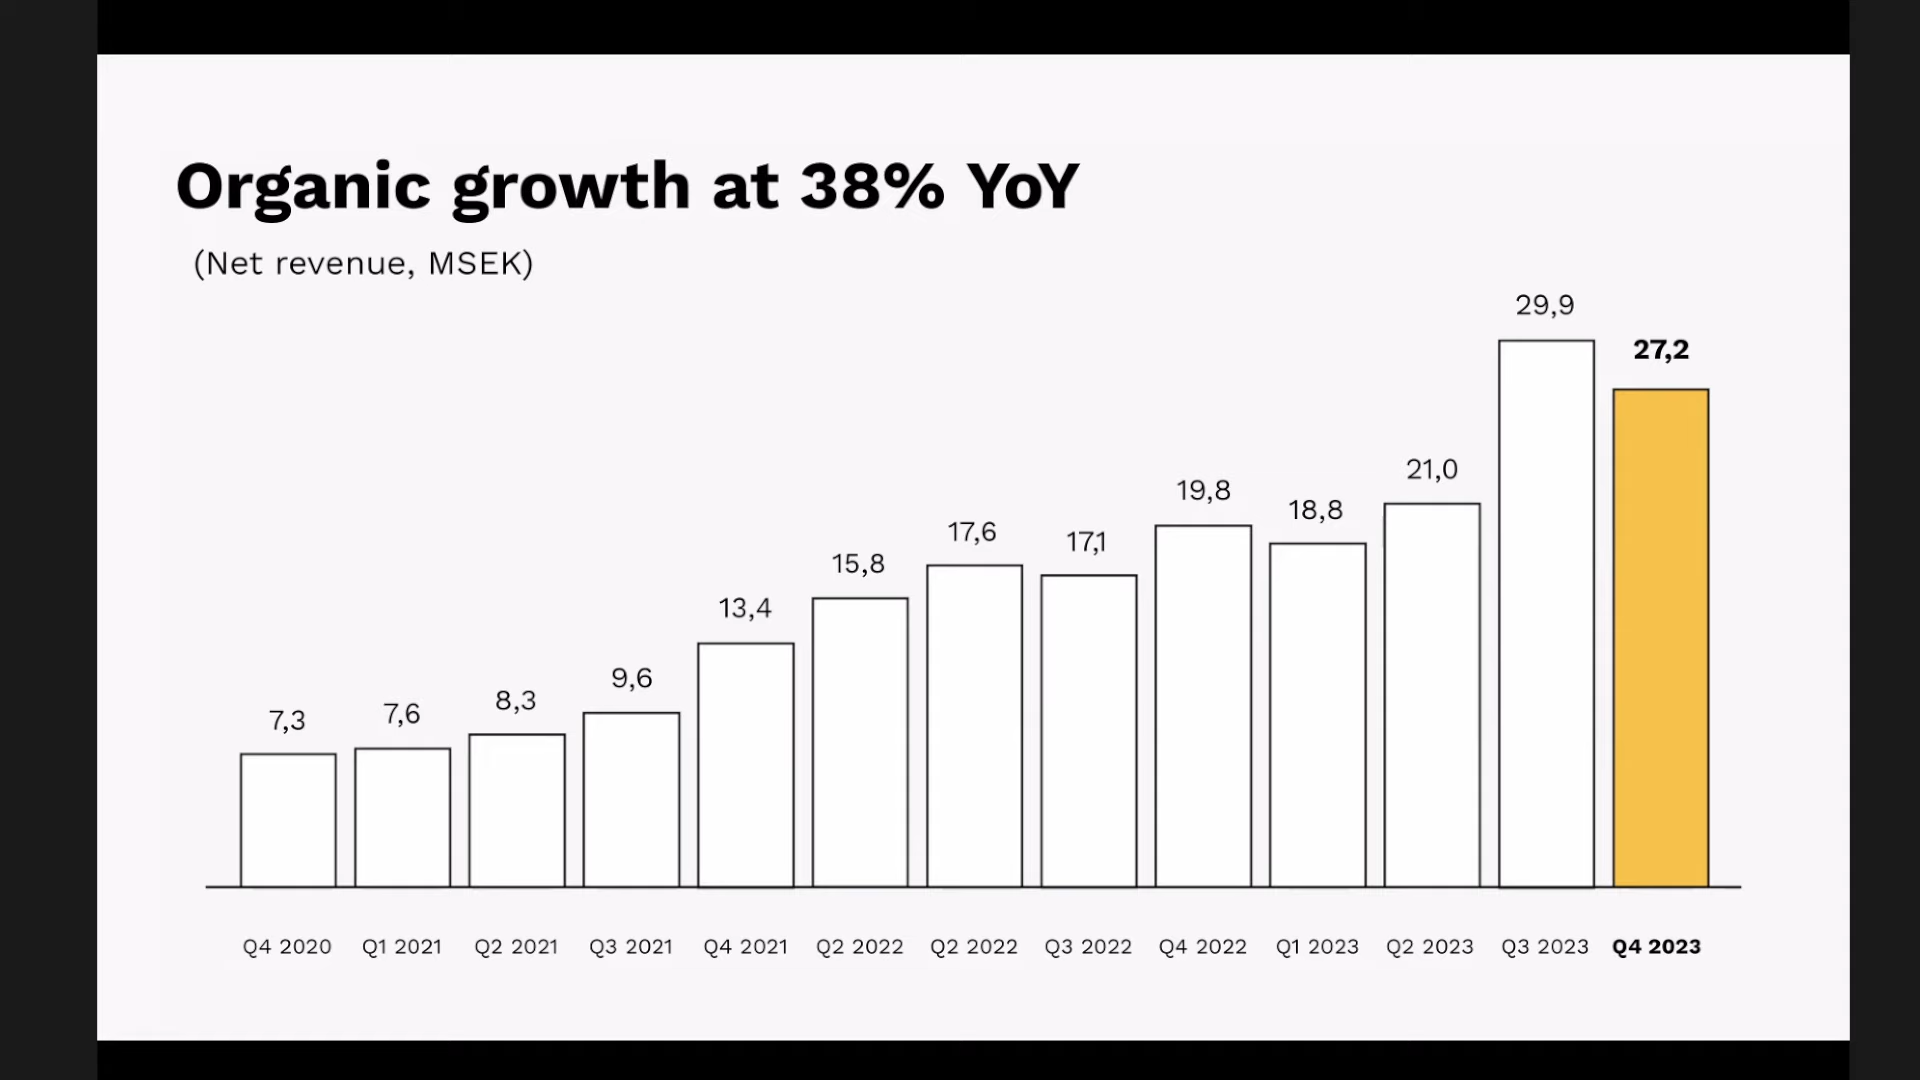 Organic growth at 38% YoY
(Net revenue, MSEK)
7,3
7,6
8,3
9,6
13,4
15,8
17,6
17,1
19,8
18,8
21,0
29,9
27,2
Q4 2020
Q1 2021
Q2 2021
Q3 2021
Q4 2021
Q2 2022
Q2 2022
Q3 2022
Q4 2022
Q1 2023
Q2 2023
Q3 2023
Q4 2023